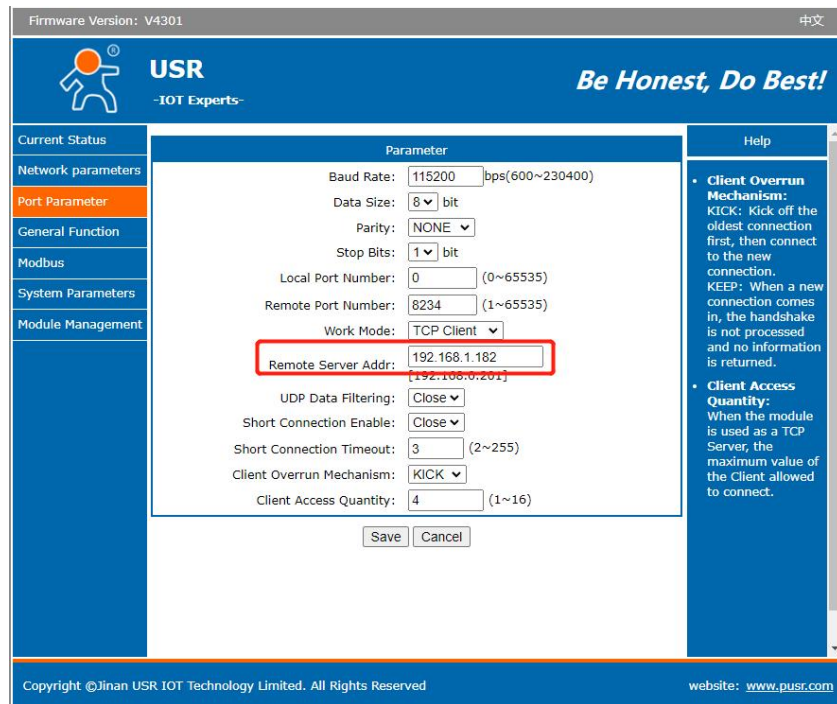 Firmware Version: V4301
中文
®
USR
-IOT Experts-
Be Honest, Do Best!
Current Status
Network parameters
Port Parameter
General Function
Modbus
System Parameters
Module Management
Parameter
Baud Rate: 115200 bps(600~230400)
Data Size: 8 bit
Parity: NONE
Stop Bits: 1 bit
Local Port Number: 0 (0~65535)
Remote Port Number: 8234 (1~65535)
Work Mode: TCP Client
Remote Server Addr: 192.168.1.182
[192.168.0.201]
UDP Data Filtering: Close
Short Connection Enable: Close
Short Connection Timeout: 3 (2~255)
Client Overrun Mechanism: KICK
Client Access Quantity: 4 (1~16)
Save Cancel
Help
• Client Overrun
Mechanism:
KICK: Kick off the
oldest connection
first, then connect
to the new
connection.
KEEP: When a new
connection comes
in, the handshake
is not processed
and no information
is returned.
• Client Access
Quantity:
When the module
is used as a TCP
Server, the
maximum value of
the Client allowed
to connect.
Copyright ©Jinan USR IOT Technology Limited. All Rights Reserved
website: www.pusr.com